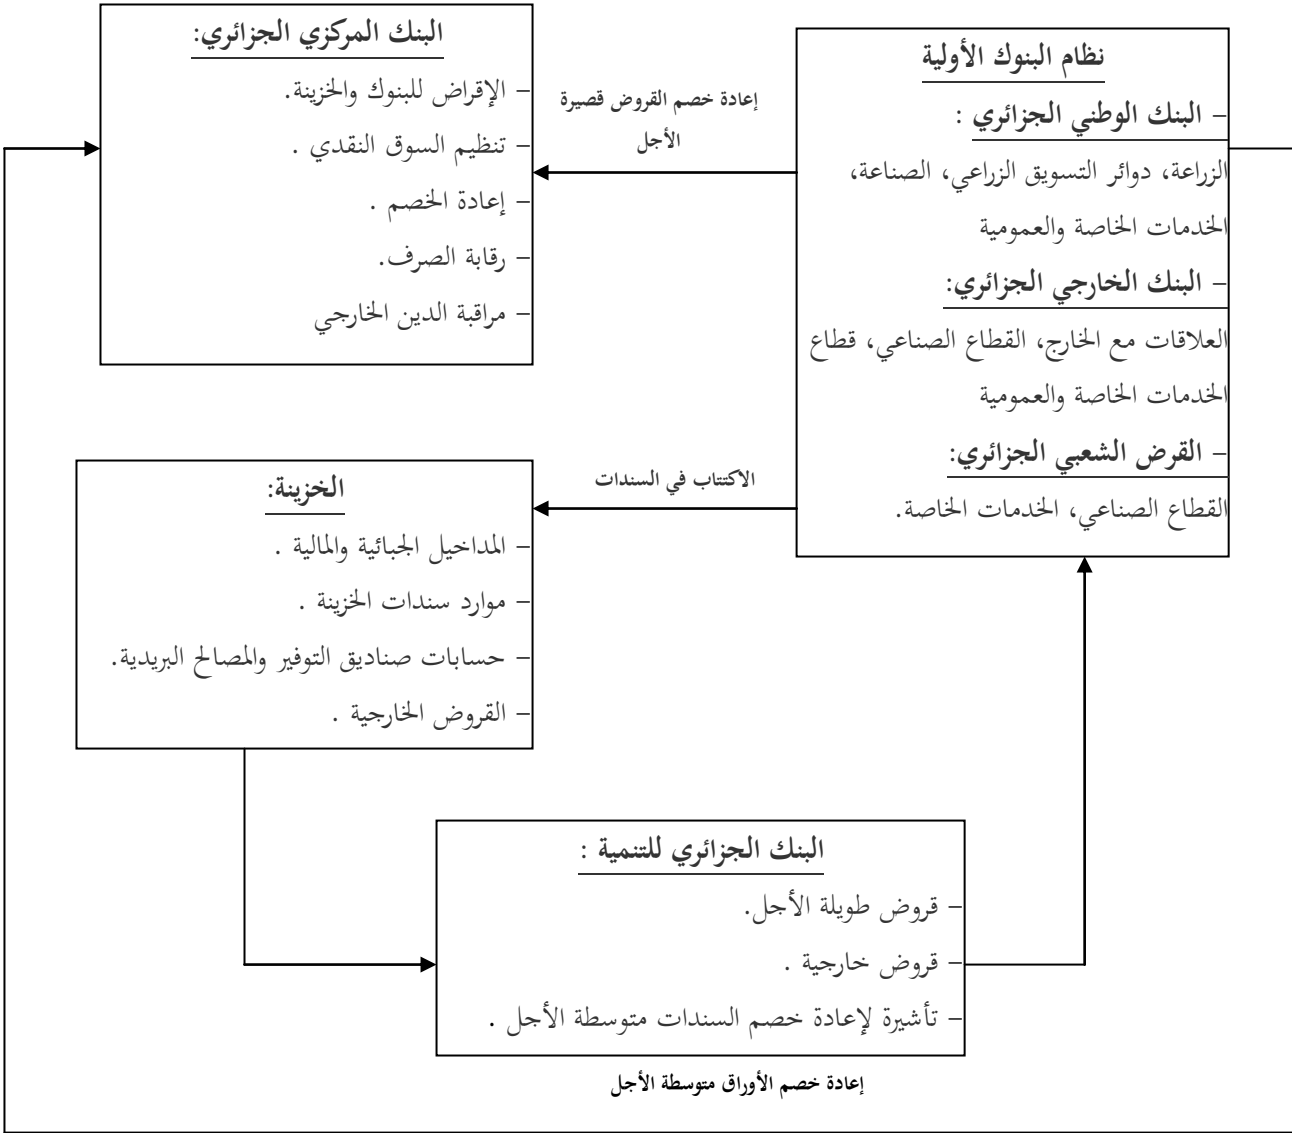 البنك المركزي الجزائري:
– الإقراض للبنوك والخزينة.
– تنظيم السوق النقدي .
– إعادة الخصم .
– رقابة الصرف.
– مراقبة الدين الخارجي
إعادة خصم القروض قصيرة
الأجل
نظام البنوك الأولية
– البنك الوطني الجزائري :
الزراعة، دوائر التسويق الزراعي، الصناعة،
الخدمات الخاصة والعمومية
– البنك الخارجي الجزائري:
العلاقات مع الخارج، القطاع الصناعي، قطاع
الخدمات الخاصة والعمومية
– القرض الشعبي الجزائري:
القطاع الصناعي، الخدمات الخاصة.
الاكتتاب في السندات
الخزينة:
– المداخيل الجبائية والمالية .
– موارد سندات الخزينة .
– حسابات صناديق التوفير والمصالح البريدية.
– القروض الخارجية .
البنك الجزائري للتنمية :
– قروض طويلة الأجل.
– قروض خارجية .
– تأشيرة لإعادة خصم السندات متوسطة الأجل .
إعادة خصم الأوراق متوسطة الأجل